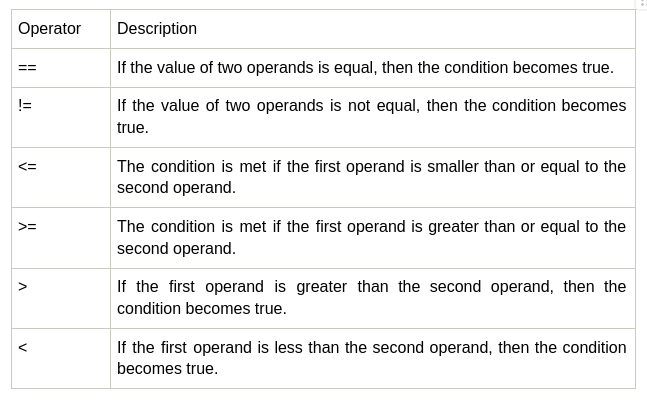 Operator Description
== If the value of two operands is equal, then the condition becomes true.
!= If the value of two operands is not equal, then the condition becomes
true.
<= The condition is met if the first operand is smaller than or equal to the
second operand.
>= The condition is met if the first operand is greater than or equal to the
second operand.
> If the first operand is greater than the second operand, then the
condition becomes true.
< If the first operand is less than the second operand, then the condition
becomes true.